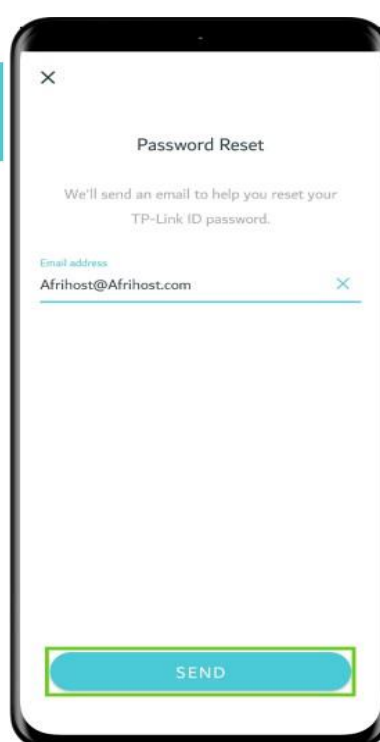 Password Reset
We'll send an email to help you reset your
TP-Link ID password.
Email address
Afrihost@Afrihost.com
SEND